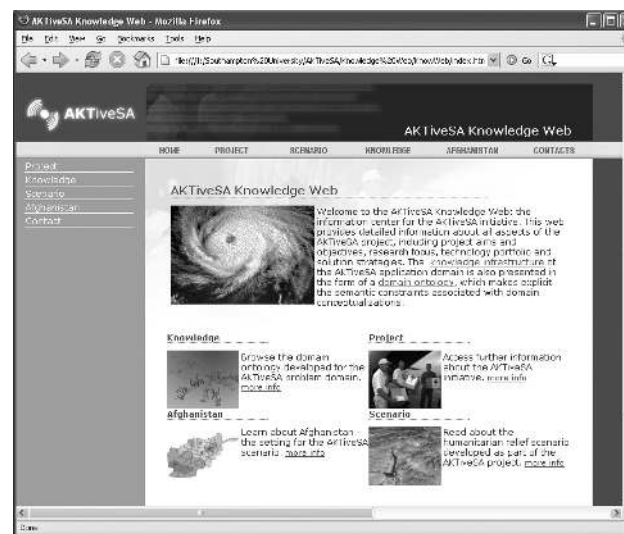 AKTiveSA Knowledge Web - Mozilla Firefox
File Edit View Go Bookmarks Tools Help
Go
AKTiveSA
AKTiveSA Knowledge Web
HOME PROJECT SCENARIO KNOWLEDGE AFGHANISTAN CONTACTS
Project
Knowledge
Scenario
Afghanistan
Contact
AKTiveSA Knowledge Web
Welcome to the AKTiveSA Knowledge Web: the
information center for the AKTiveSA initiative. This web
provides detailed information about all aspects of the
AKTiveSA project, including project aims and
objectives, research focus, technology portfolio and
solution strategies. The knowledge infrastructure of
the AKTiveSA application domain is also presented in
the form of a domain ontology, which makes explicit
the semantic constraints associated with domain
conceptualizations.
Knowledge
Browse the domain
ontology developed for the
AKTiveSA problem domain.
more info
Project
Access further information
about the AKTiveSA
initiative. more info
Afghanistan
Learn about Afghanistan -
the setting for the AKTiveSA
scenario. more info
Scenario
Read about the
humanitarian relief scenario
developed as part of the
AKTiveSA project. more info
Done